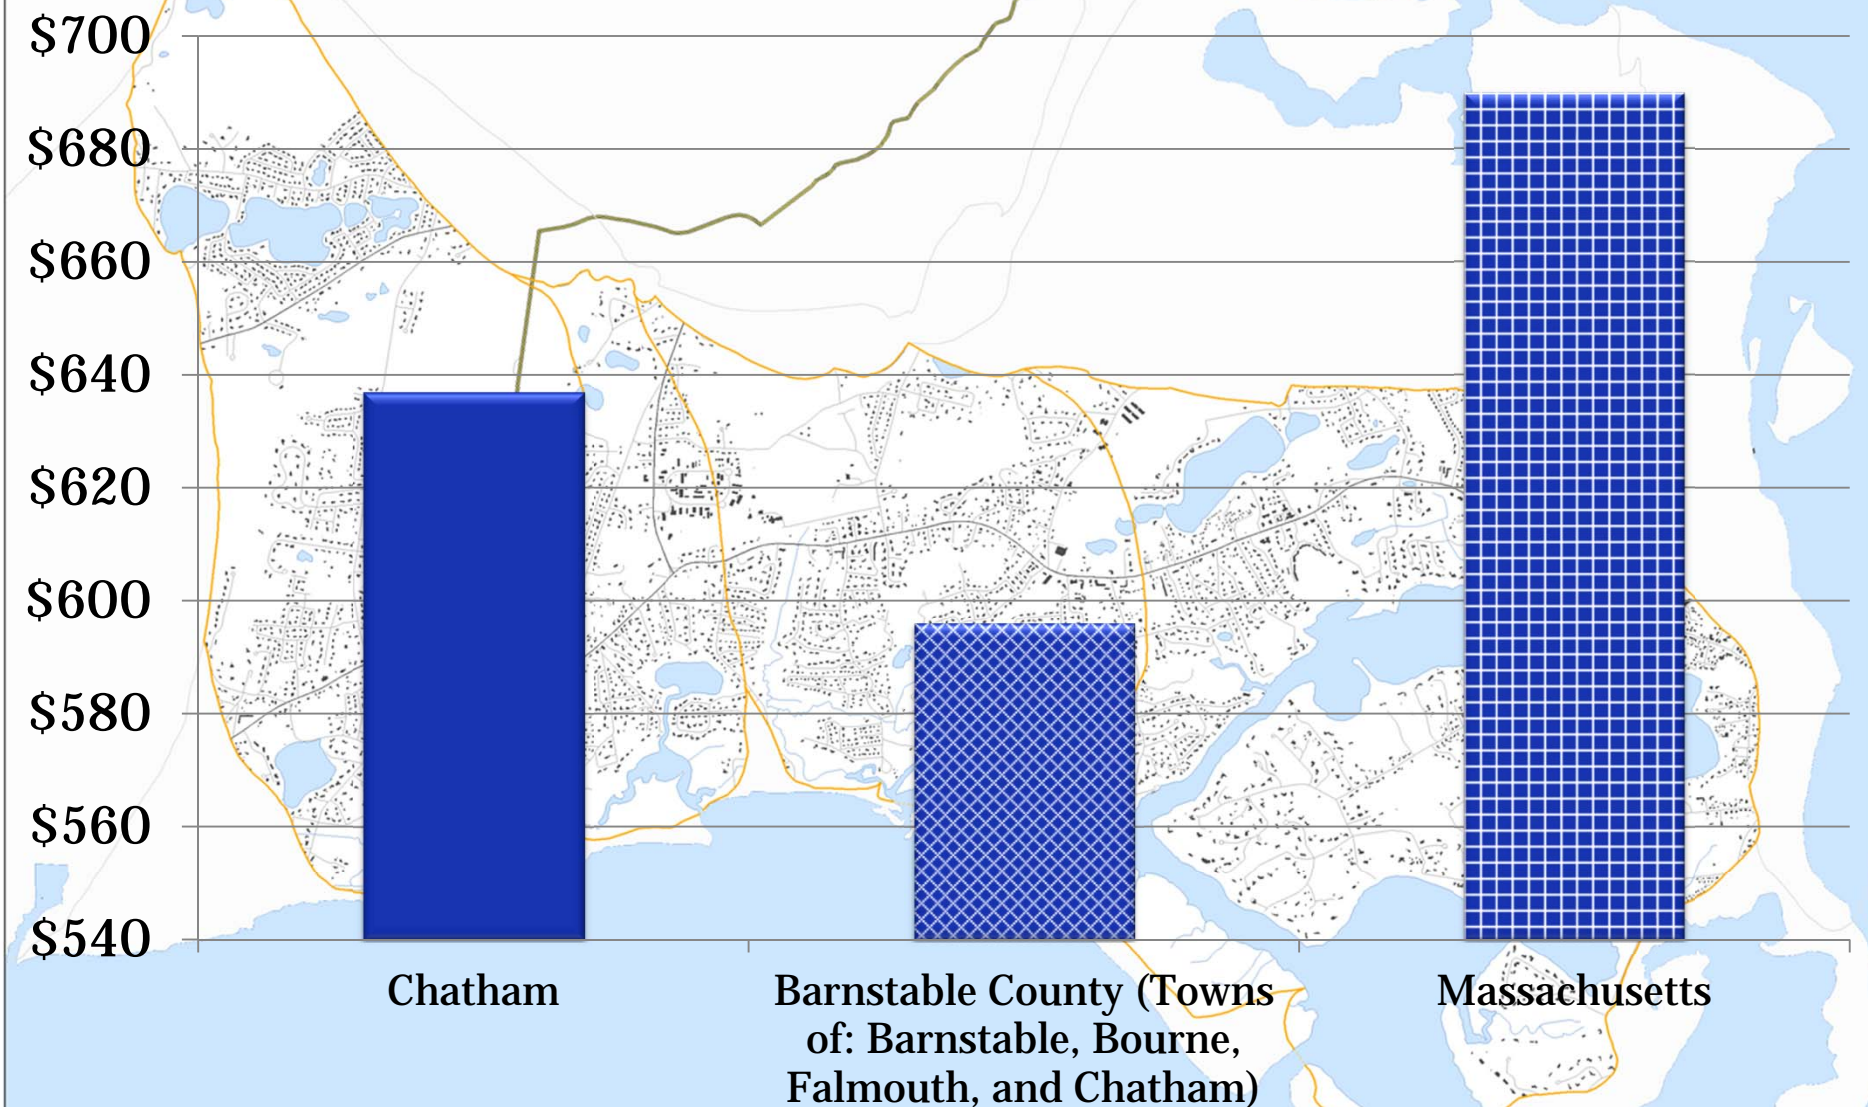 $700
$680
$660
$640
$620
$600
$580
$560
$540
Chatham
Barnstable County (Towns
of: Barnstable, Bourne,
Falmouth, and Chatham)
Massachusetts